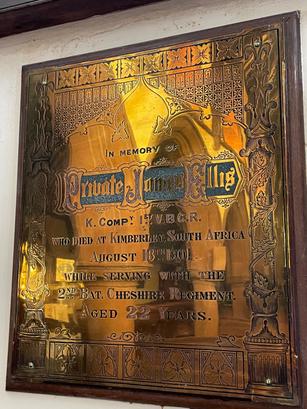 IN MEMORY OF
Private John Ellis
K. COMPY. 1ST V.B.C.R.
WHO DIED AT KIMBERLEY, SOUTH AFRICA
AUGUST 18TH 1901.
WHILE SERVING WITH THE
2ND BAT. CHESHIRE REGIMENT.
AGED 22 YEARS.